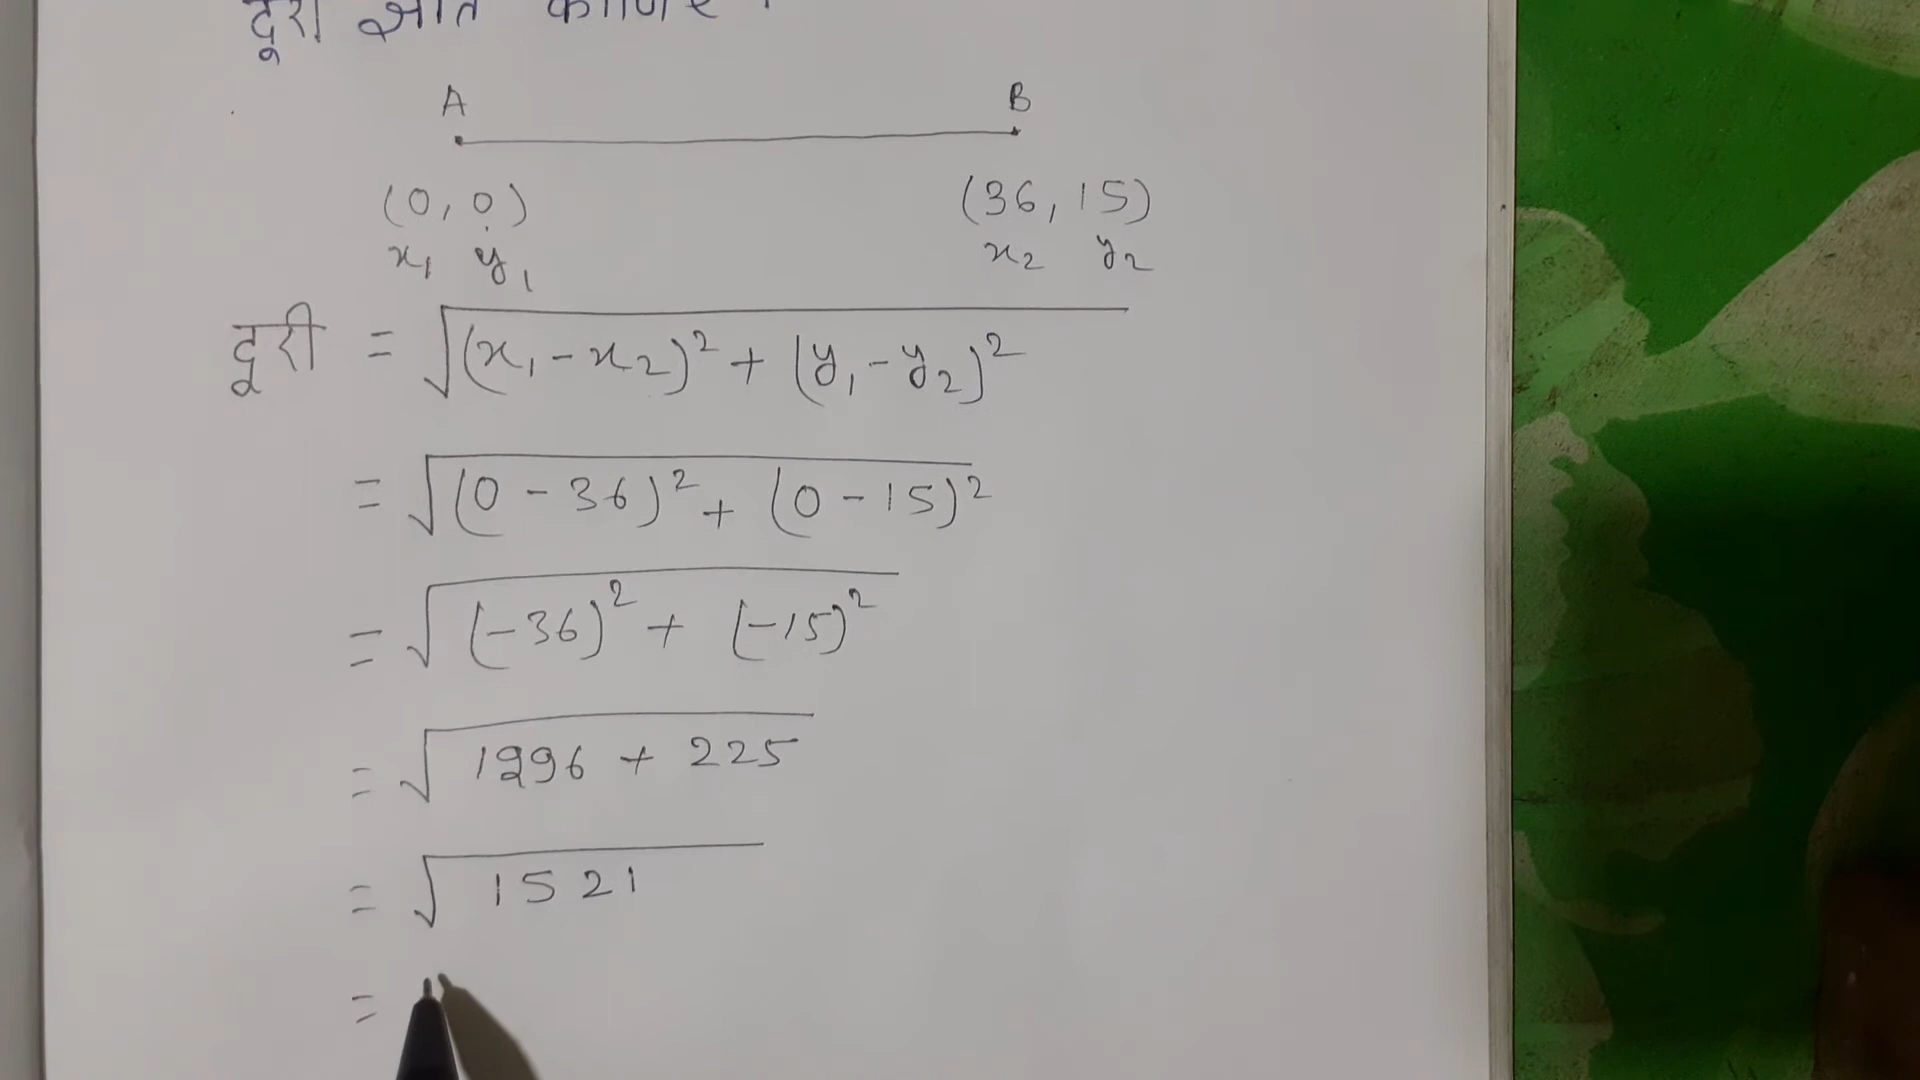 दूरी ज्ञात कीजिए ।
A B
(0, 0) (36, 15)
x₁ y₁ x₂ y₂
दूरी = √(x₁ - x₂)² + (y₁ - y₂)²
= √(0 - 36)² + (0 - 15)²
= √(-36)² + (-15)²
= √1296 + 225
= √1521
=